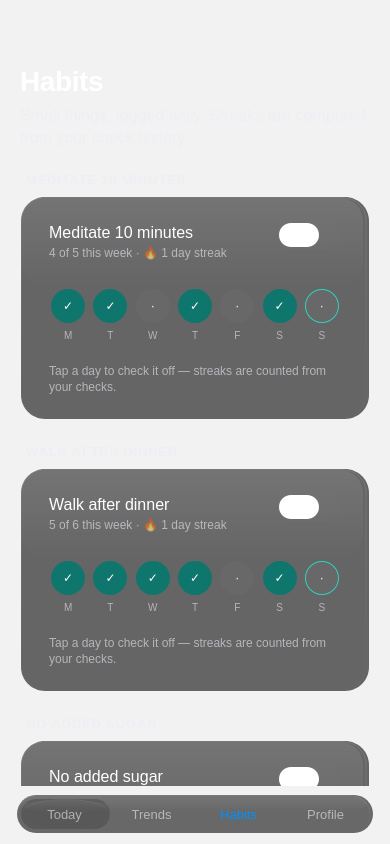 Habits
MEDITATE 10 MINUTES
Meditate 10 minutes
4 of 5 this week · 🔥 1 day streak
✓ ✓ · ✓ · ✓ ·
M T W T F S S
Tap a day to check it off — streaks are counted from
your checks.
WALK AFTER DINNER
Walk after dinner
5 of 6 this week · 🔥 1 day streak
✓ ✓ ✓ ✓ · ✓ ·
M T W T F S S
Tap a day to check it off — streaks are counted from
your checks.
NO ADDED SUGAR
No added sugar
Today Trends Habits Profile